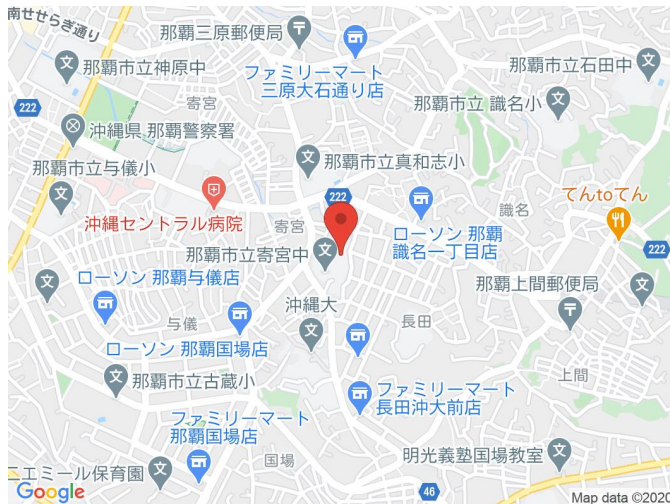 南せせらぎ通り
那覇三原郵便局
那覇市立神原中
ファミリーマート
三原大石通り店
那覇市立石田中
222
寄宮
那覇市立 識名小
沖縄県 那覇警察署
那覇市立真和志小
那覇市立与儀小
222
てんtoてん
識名
沖縄セントラル病院
寄宮
ローソン 那覇
識名一丁目店
222
那覇市立寄宮中
ローソン 那覇与儀店
那覇上間郵便局
沖縄大
与儀
長田
ローソン 那覇国場店
上間
那覇市立古蔵小
ファミリーマート
長田沖大前店
ファミリーマート
那覇国場店
明光義塾国場教室
国場
ニエミール保育園
46
Google
Map data ©2020